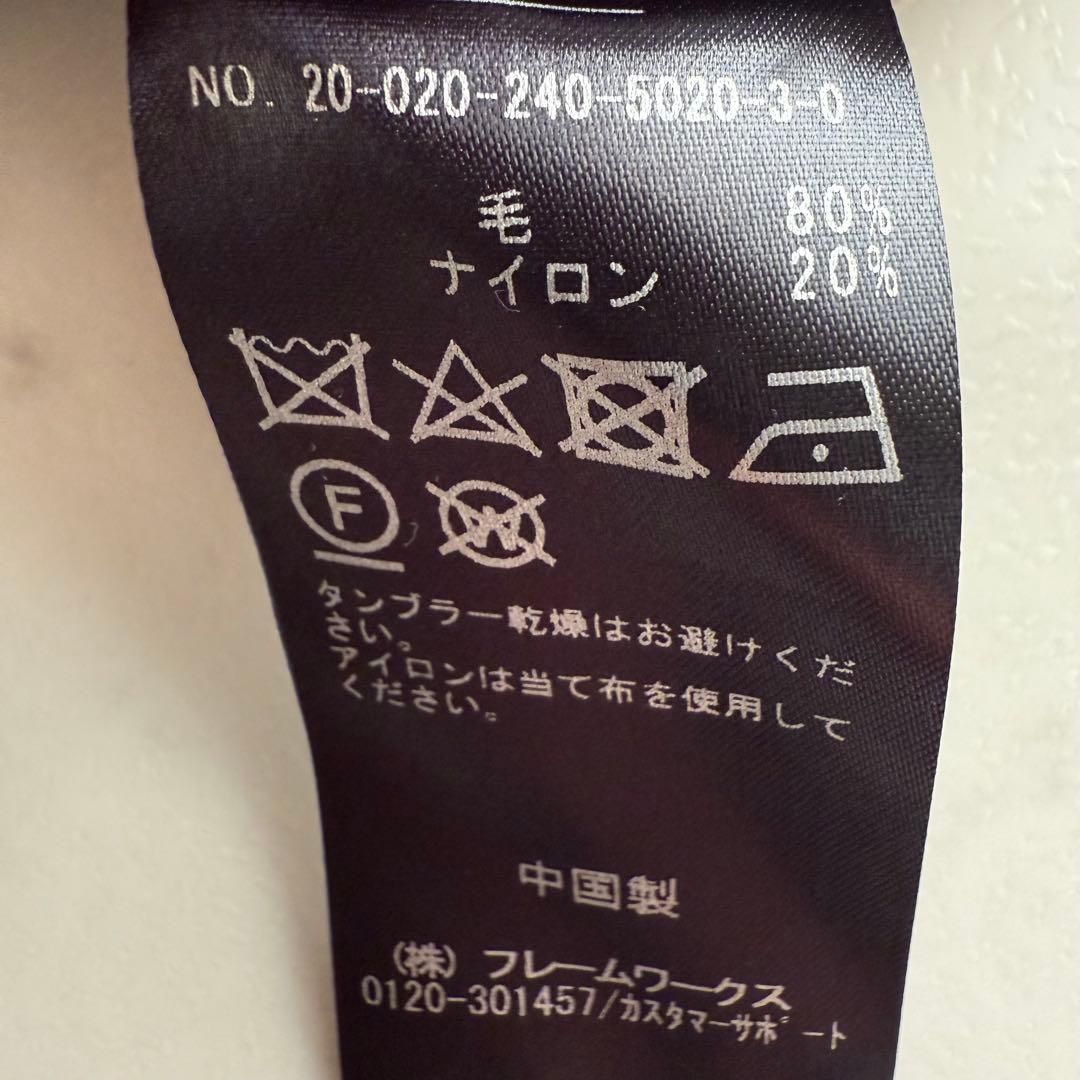 NO. 20-020-240-5020-3-0
毛 80%
ナイロン 20%
F
W
タンブラー乾燥はお避けくだ
さい。
アイロンは当て布を使用して
ください。
中国製
(株) フレームワークス
0120-301457/カスタマーサポート